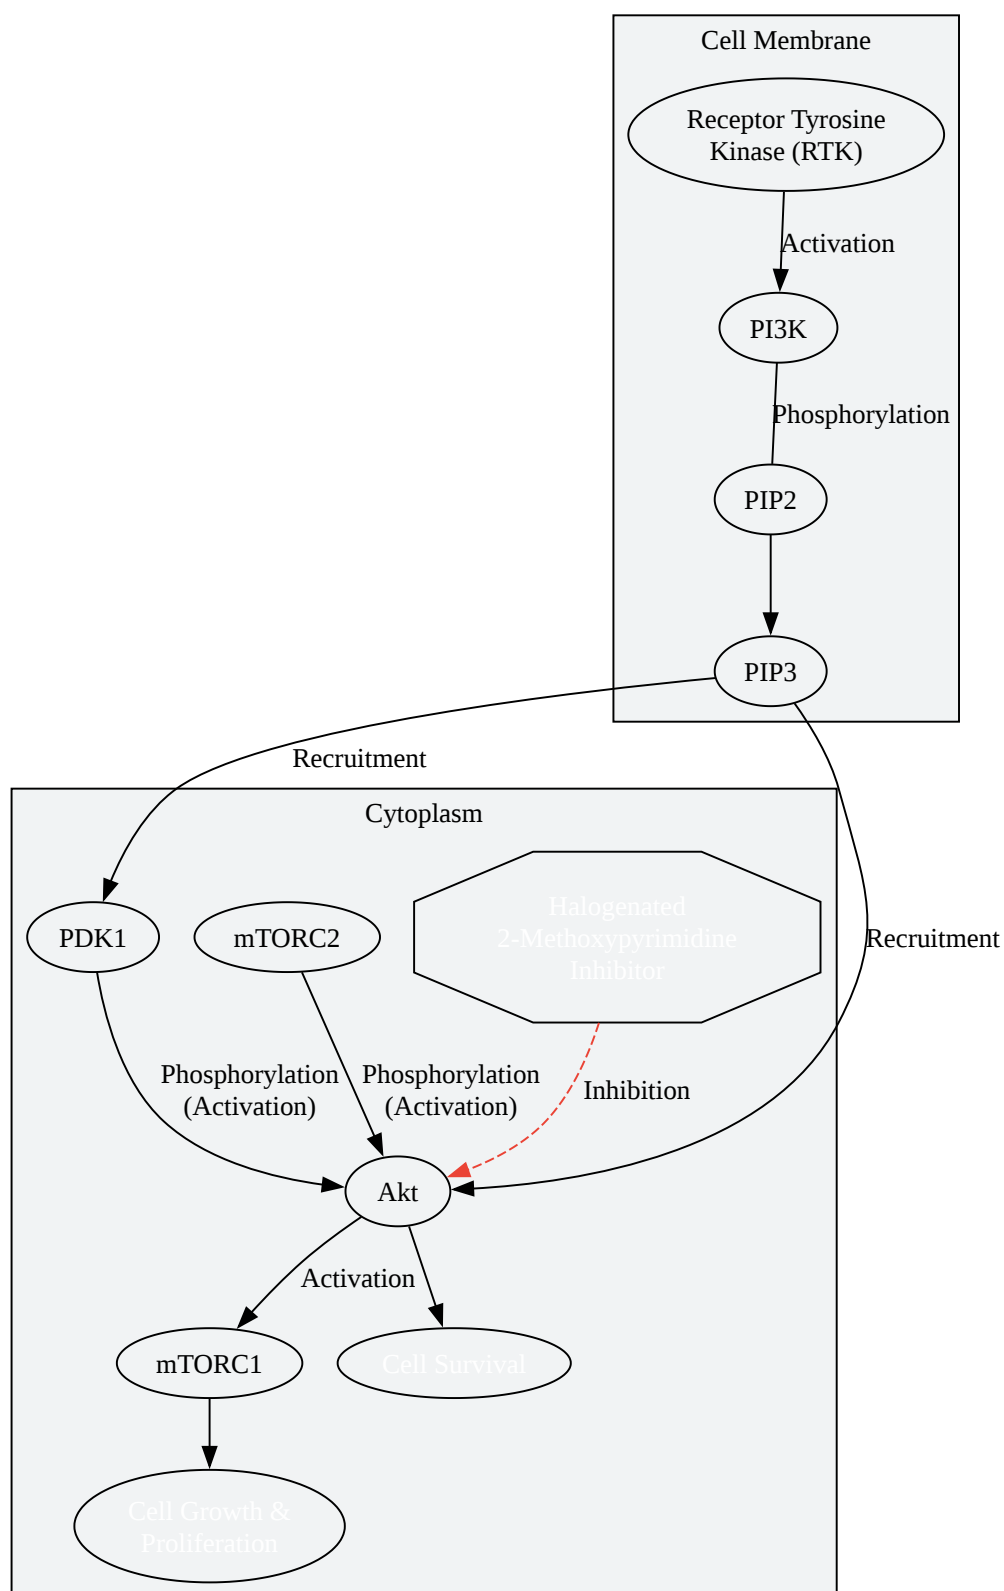 Cell Membrane
Receptor Tyrosine
Kinase (RTK)
Activation
PI3K
Phosphorylation
PIP2
PIP3
Recruitment
Cytoplasm
PDK1
mTORC2
Halogenated
2-Methoxypyrimidine
Inhibitor
Recruitment
Phosphorylation
(Activation)
Phosphorylation
(Activation)
Inhibition
Akt
Activation
mTORC1
Cell Survival
Cell Growth &
Proliferation